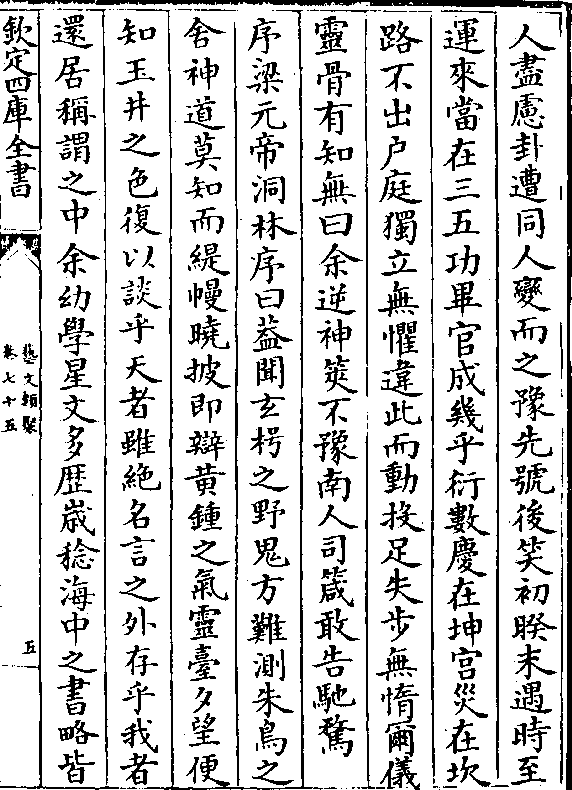 人盡慮卦遭同人變而之豫先號後笑初睽末遇時至
運來當在三五功畢官成幾乎衍數慶在坤宫災在坎
路不出户庭獨立無懼違此而動投足失步無惰爾儀
靈骨有知無曰余逆神筴不豫南人司箴敢告馳騖
序梁元帝洞林序曰葢聞玄枵之野鬼方難測朱鳥之
舍神道莫知而緹幔曉披即辯黄鍾之氣靈臺夕望便
知玉井之色復以談乎天者雖絶名言之外存乎我者
還居稱謂之中余幼學星文多歴歳稔海中之書略皆
欽定四庫全書
藝文類聚
卷七十五
五